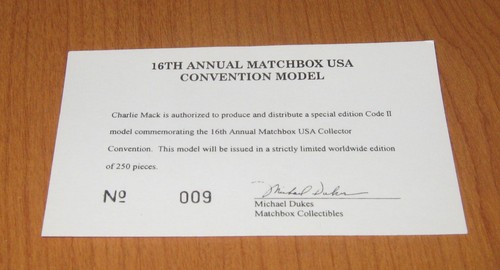 16TH ANNUAL MATCHBOX USA
CONVENTION MODEL
Charlie Mack is authorized to produce and distribute a special edition Code II
model commemorating the 16th Annual Matchbox USA Collector
Convention. This model will be issued in a strictly limited worldwide edition
of 250 pieces.
Nº 009
Michael Dukes
Michael Dukes
Matchbox Collectibles